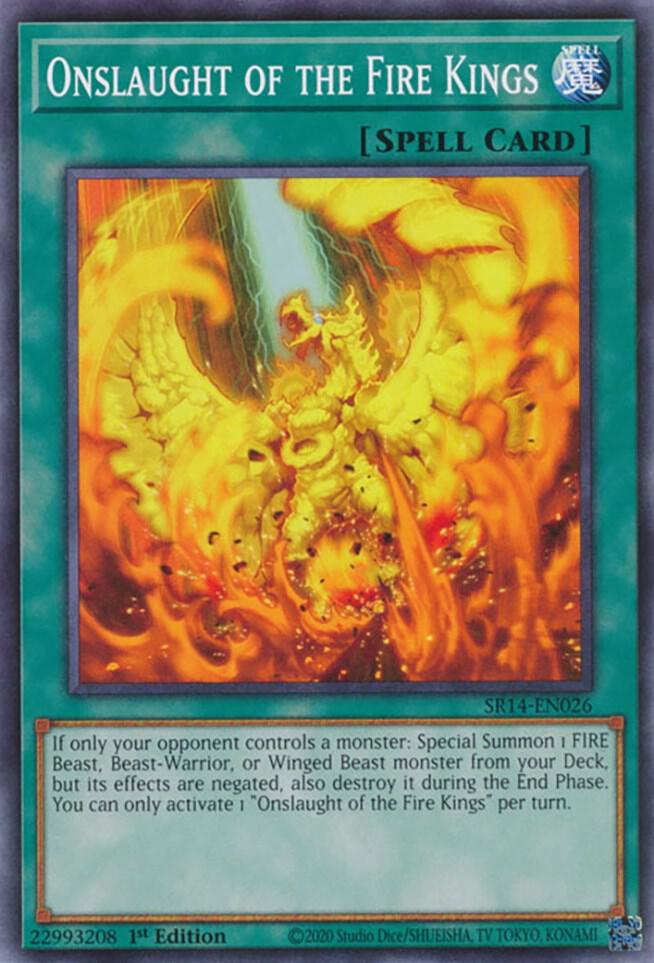 ONSLAUGHT OF THE FIRE KINGS
SPELL
魔
[SPELL CARD]
SR14-EN026
If only your opponent controls a monster: Special Summon 1 FIRE
Beast, Beast-Warrior, or Winged Beast monster from your Deck,
but its effects are negated, also destroy it during the End Phase.
You can only activate 1 "Onslaught of the Fire Kings" per turn.
22993208 1st Edition ©2020 Studio Dice/SHUEISHA, TV TOKYO, KONAMI